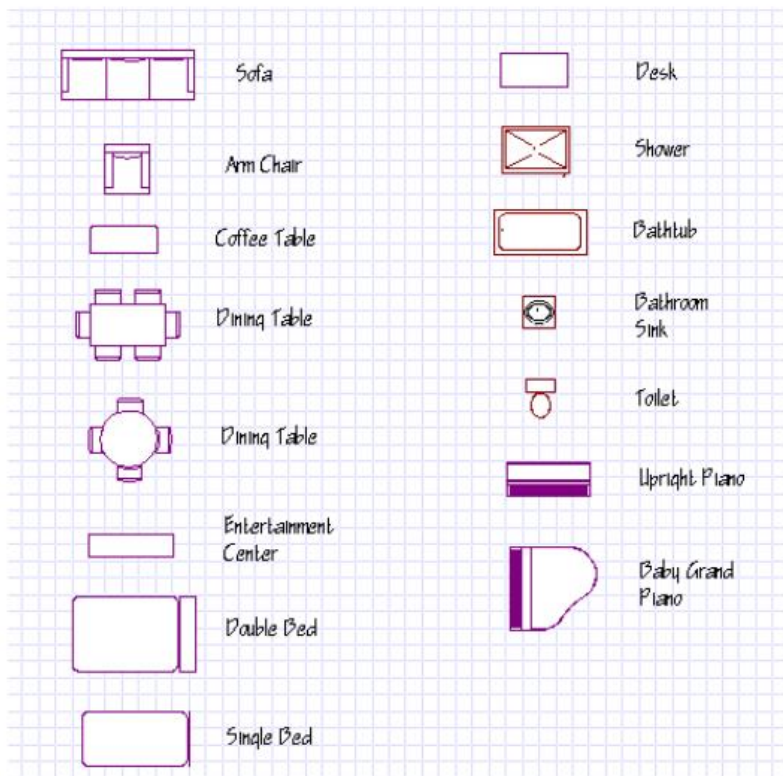 Sofa
Arm Chair
Coffee Table
Dining Table
Dining Table
Entertainment
Center
Double Bed
Single Bed
Desk
Shower
Bathtub
Bathroom
Sink
Toilet
Upright Piano
Baby Grand
Piano